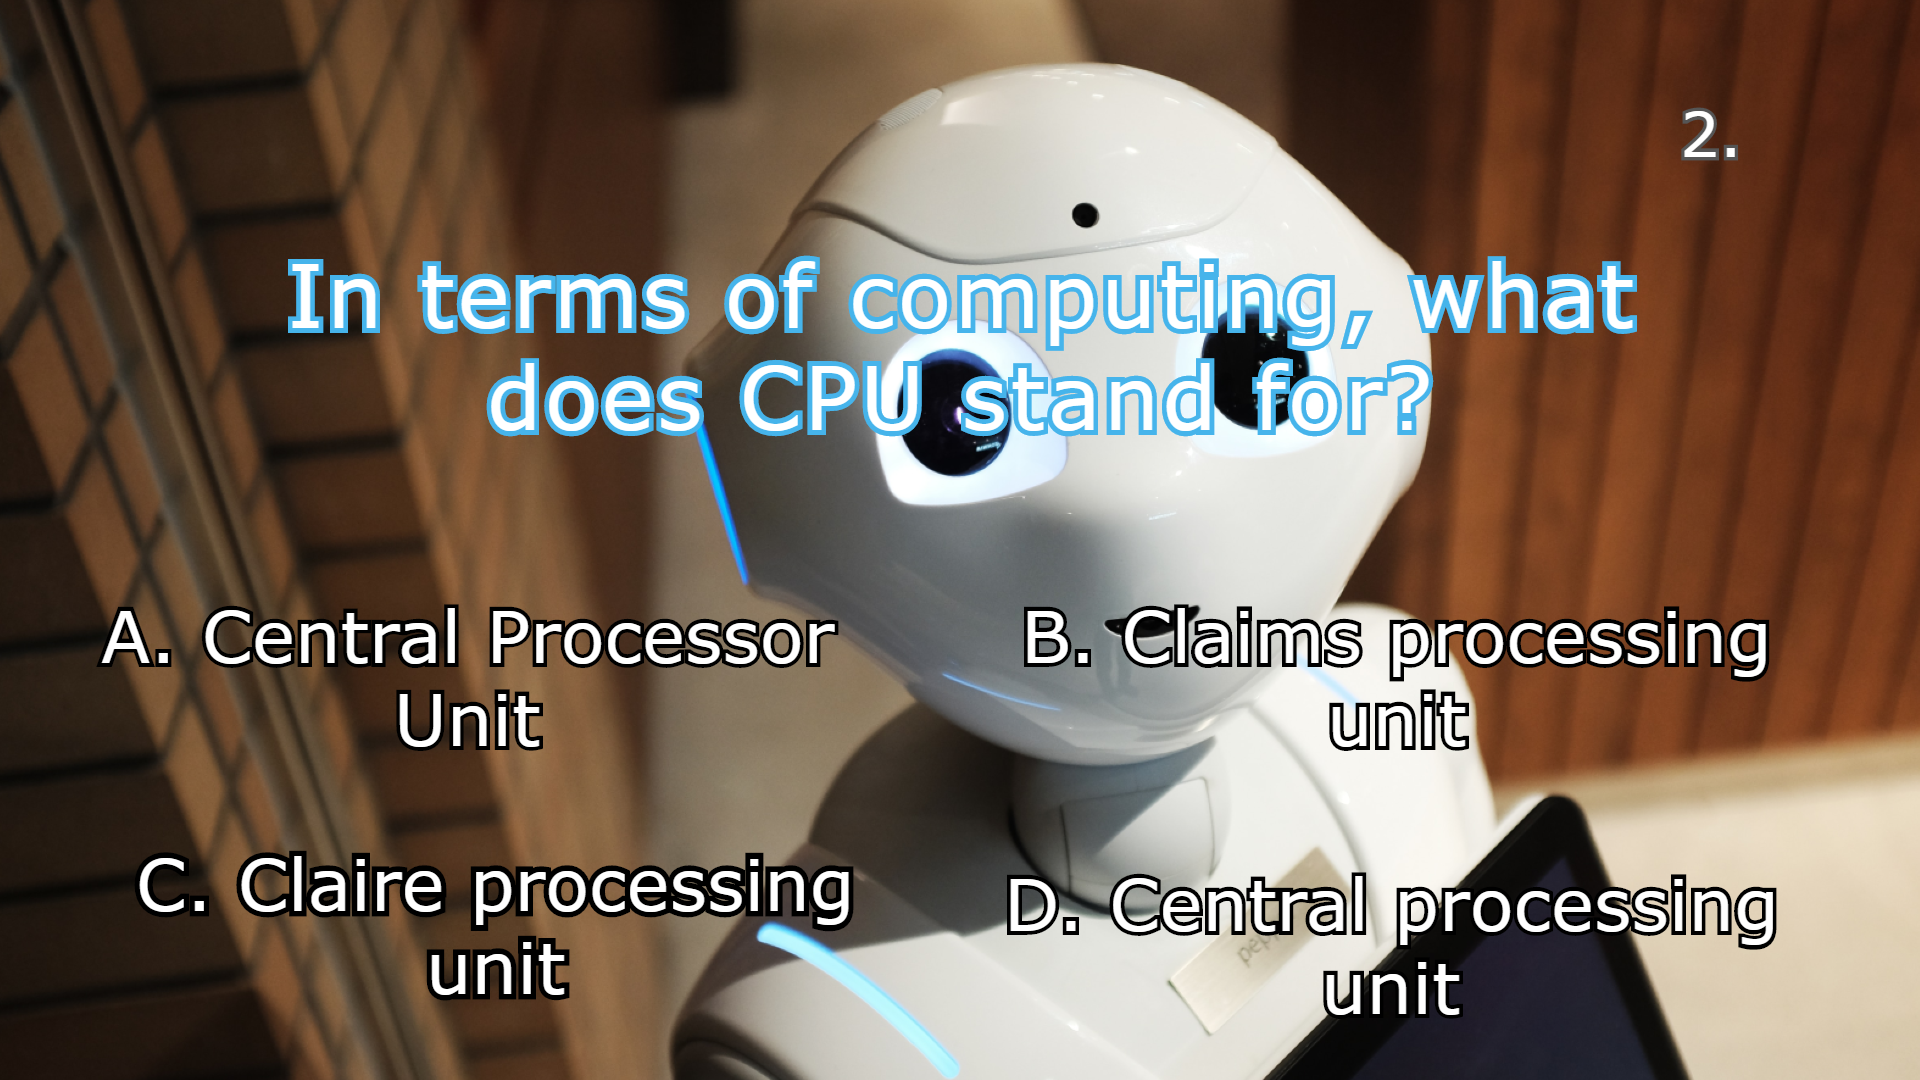 2.
In terms of computing, what
does CPU stand for?
A. Central Processor
Unit
B. Claims processing
unit
C. Claire processing
unit
D. Central processing
unit